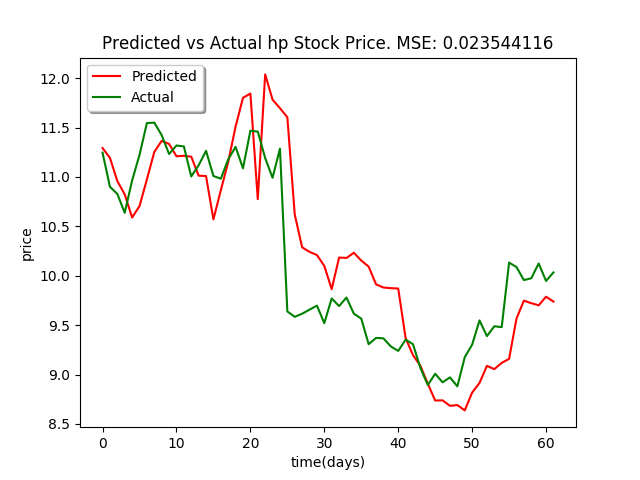 Predicted vs Actual hp Stock Price. MSE: 0.023544116
Predicted
Actual
12.0
11.5
11.0
10.5
10.0
9.5
9.0
8.5
price
0 10 20 30 40 50 60
time(days)